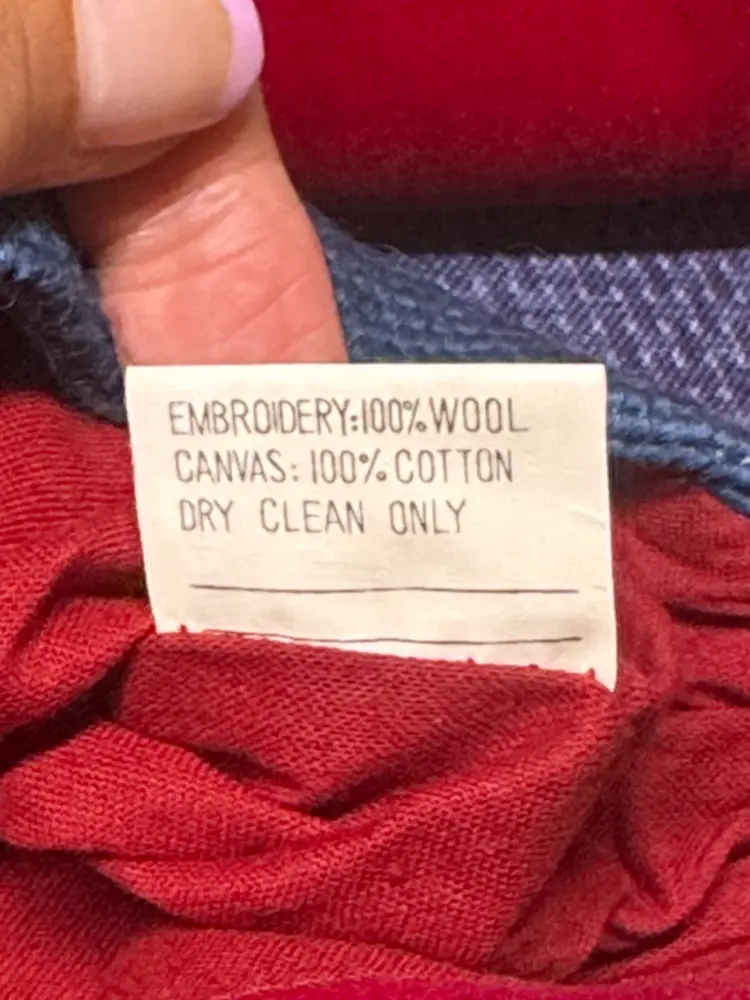 EMBROIDERY:100%WOOL
CANVAS: 100%COTTON
DRY CLEAN ONLY